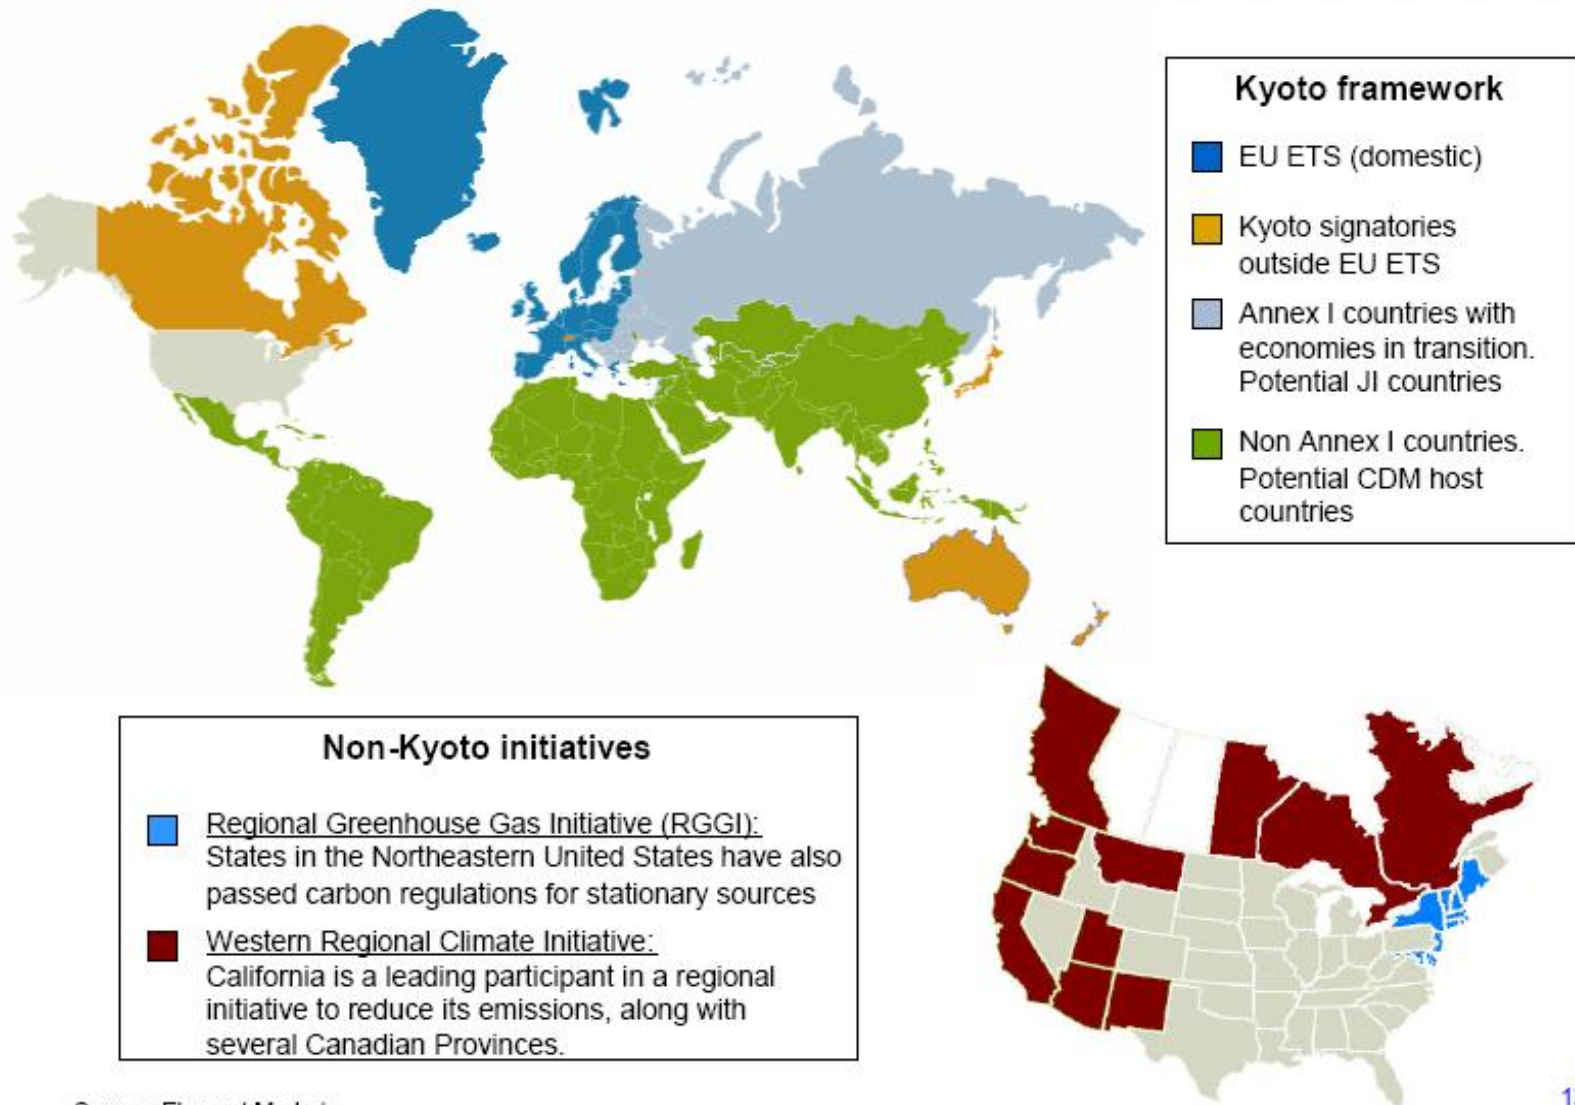 Kyoto framework
EU ETS (domestic)
Kyoto signatories
outside EU ETS
Annex I countries with
economies in transition.
Potential JI countries
Non Annex I countries.
Potential CDM host
countries
Non-Kyoto initiatives
Regional Greenhouse Gas Initiative (RGGI):
States in the Northeastern United States have also
passed carbon regulations for stationary sources
Western Regional Climate Initiative:
California is a leading participant in a regional
initiative to reduce its emissions, along with
several Canadian Provinces.